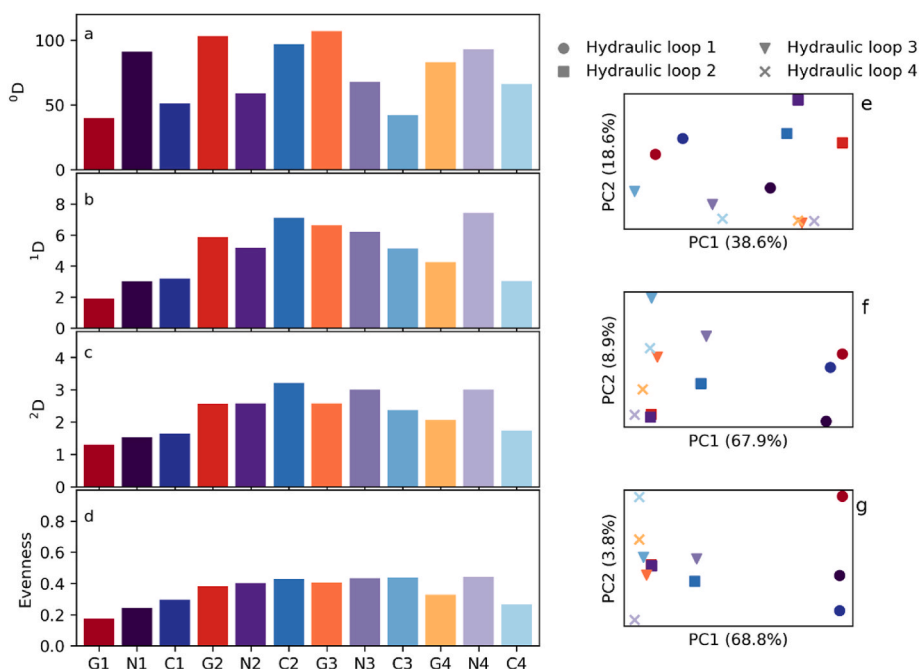 a
⁰D
100
50
0
b
¹D
8
6
4
2
0
c
²D
4
3
2
1
0
d
Evenness
0.8
0.6
0.4
0.2
0.0
G1 N1 C1 G2 N2 C2 G3 N3 C3 G4 N4 C4
Hydraulic loop 1 Hydraulic loop 3
Hydraulic loop 2 Hydraulic loop 4
e
PC2 (18.6%)
PC1 (38.6%)
f
PC2 (8.9%)
PC1 (67.9%)
g
PC2 (3.8%)
PC1 (68.8%)